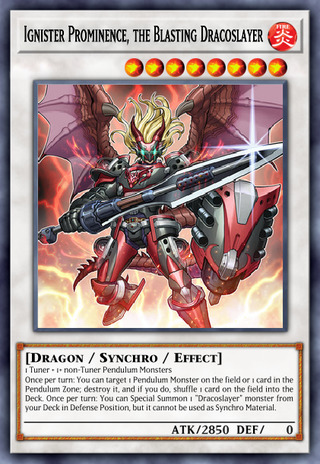 IGNISTER PROMINENCE, THE BLASTING DRACOSLAYER
FIRE
炎
[DRAGON / SYNCHRO / EFFECT]
1 Tuner + 1+ non-Tuner Pendulum Monsters
Once per turn: You can target 1 Pendulum Monster on the field or 1 card in the
Pendulum Zone; destroy it, and if you do, shuffle 1 card on the field into the
Deck. Once per turn: You can Special Summon 1 "Dracoslayer" monster from
your Deck in Defense Position, but it cannot be used as Synchro Material.
ATK/2850 DEF/ 0